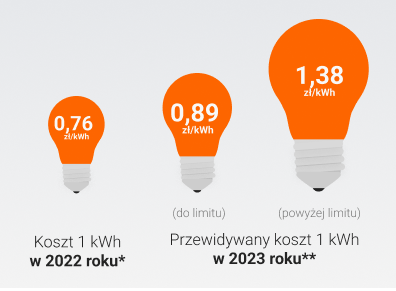 0,76
zł/kWh
0,89
zł/kWh
1,38
zł/kWh
(do limitu)
(powyżej limitu)
Koszt 1 kWh
w 2022 roku*
Przewidywany koszt 1 kWh
w 2023 roku**